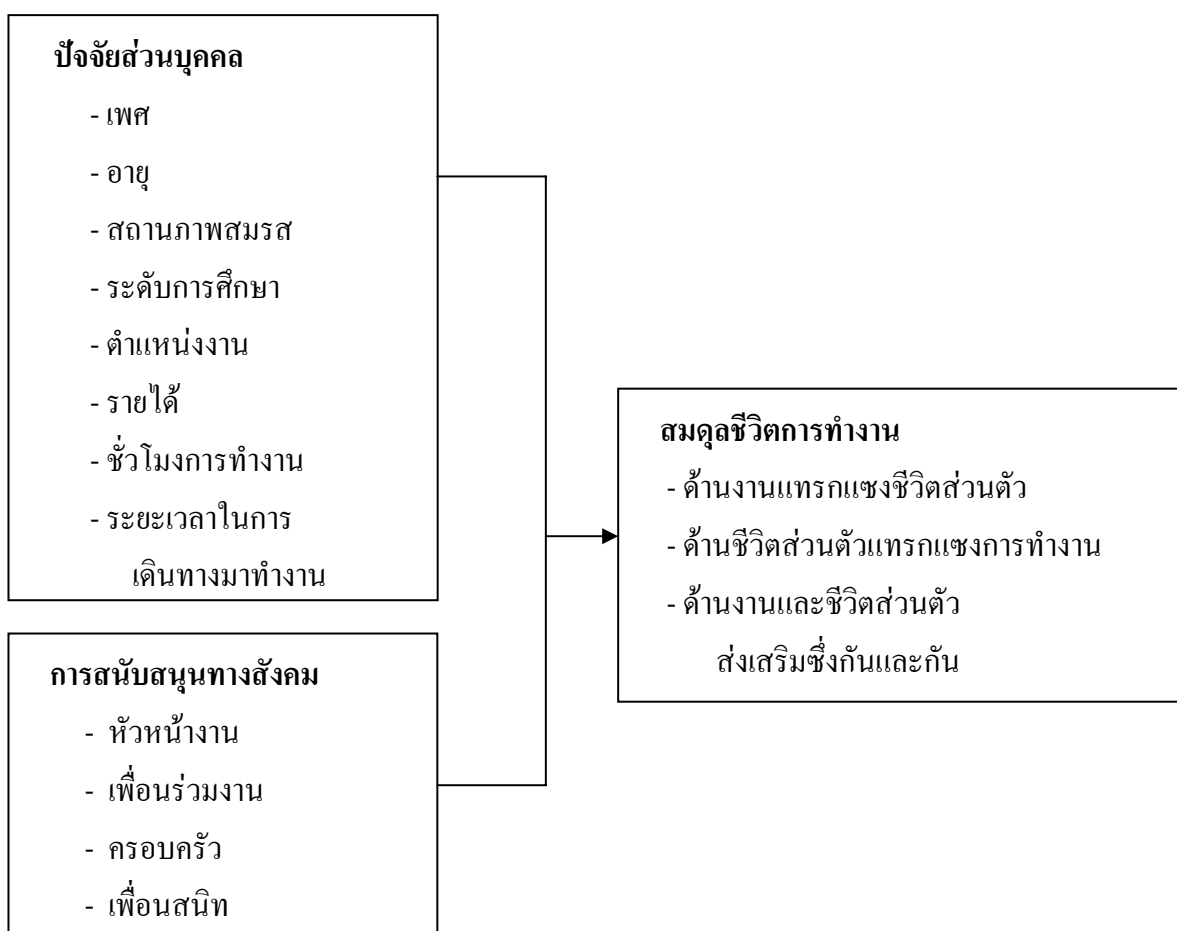 ปัจจัยส่วนบุคคล
- เพศ
- อายุ
- สถานภาพสมรส
- ระดับการศึกษา
- ตำแหน่งงาน
- รายได้
- ชั่วโมงการทำงาน
- ระยะเวลาในการ
เดินทางมาทำงาน
การสนับสนุนทางสังคม
- หัวหน้างาน
- เพื่อนร่วมงาน
- ครอบครัว
- เพื่อนสนิท
สมดุลชีวิตการทำงาน
- ด้านงานแทรกแซงชีวิตส่วนตัว
- ด้านชีวิตส่วนตัวแทรกแซงการทำงาน
- ด้านงานและชีวิตส่วนตัว
ส่งเสริมซึ่งกันและกัน